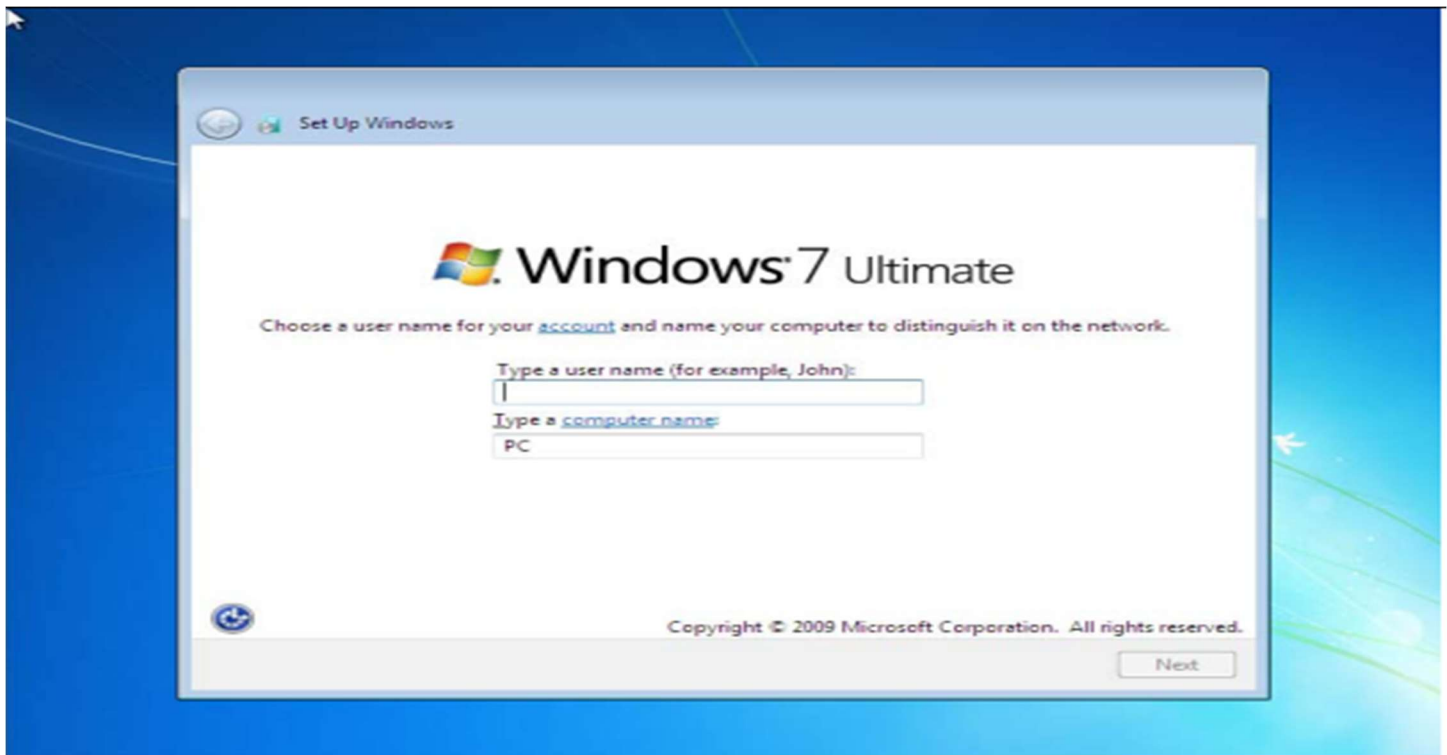 Set Up Windows
Windows 7 Ultimate
Choose a user name for your account and name your computer to distinguish it on the network.
Type a user name (for example, John):
Type a computer name:
PC
Copyright © 2009 Microsoft Corporation. All rights reserved.
Next